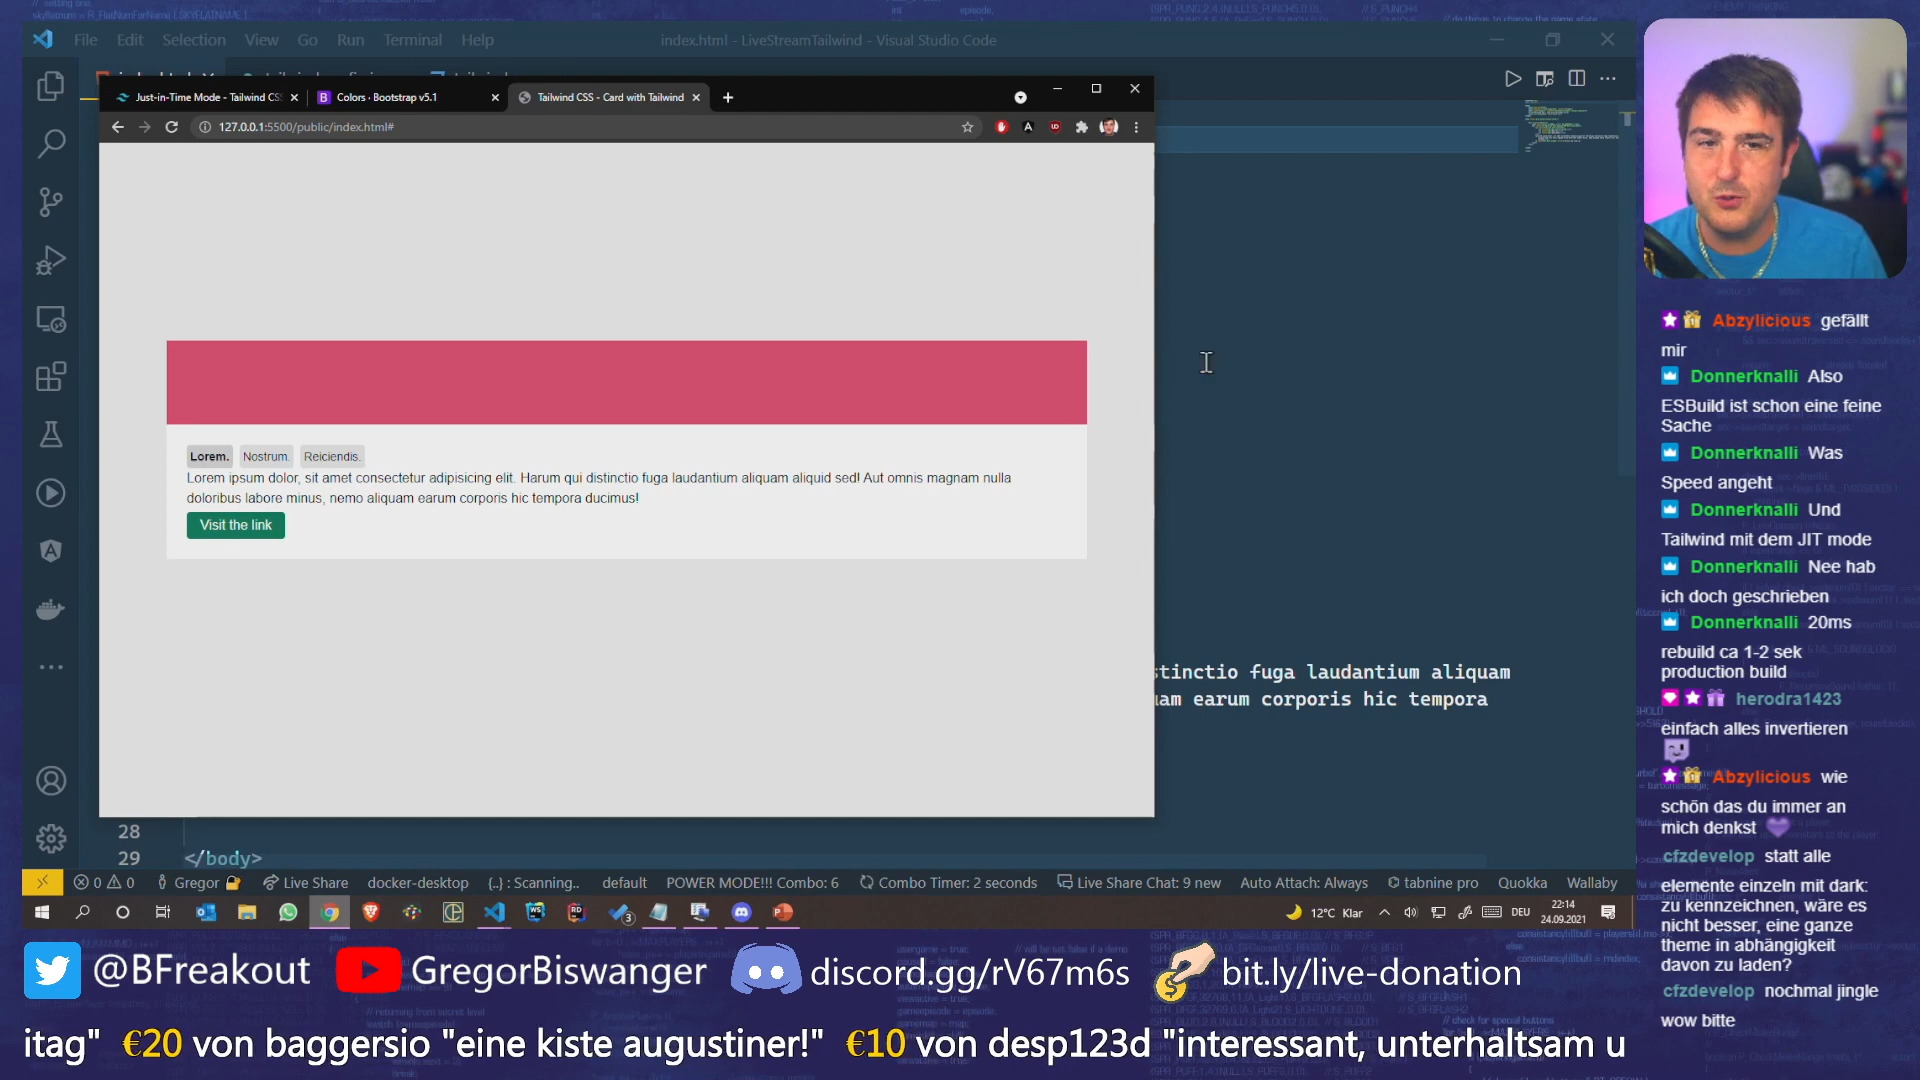 File Edit Selection View Go Run Terminal Help
index.html - LiveStreamTailwind - Visual Studio Code
Just-in-Time Mode - Tailwind CS
Colors · Bootstrap v5.1
Tailwind CSS - Card with Tailwind
127.0.0.1:5500/public/index.html#
Lorem. Nostrum. Reiciendis.
Lorem ipsum dolor, sit amet consectetur adipisicing elit. Harum qui distinctio fuga laudantium aliquam aliquid sed! Aut omnis magnam nulla
doloribus labore minus, nemo aliquam earum corporis hic tempora ducimus!
Visit the link
stinctio fuga laudantium aliquam
uam earum corporis hic tempora
28
29 </body>
0 0 Gregor Live Share docker-desktop {..} : Scanning.. default POWER MODE!!! Combo: 6 Combo Timer: 2 seconds Live Share Chat: 9 new Auto Attach: Always tabnine pro Quokka Wallaby
3
12°C Klar DEU 22:14
24.09.2021
Abzylicious gefällt
mir
Donnerknalli Also
ESBuild ist schon eine feine
Sache
Donnerknalli Was
Speed angeht
Donnerknalli Und
Tailwind mit dem JIT mode
Donnerknalli Nee hab
ich doch geschrieben
Donnerknalli 20ms
rebuild ca 1-2 sek
production build
herodra1423
einfach alles invertieren
Abzylicious wie
schön das du immer an
mich denkst
cfzdevelop statt alle
elemente einzeln mit dark:
zu kennzeichnen, wäre es
nicht besser, eine ganze
theme in abhängigkeit
davon zu laden?
cfzdevelop nochmal jingle
wow bitte
@BFreakout GregorBiswanger discord.gg/rV67m6s bit.ly/live-donation
itag" €20 von baggersio "eine kiste augustiner!" €10 von desp123d "interessant, unterhaltsam u